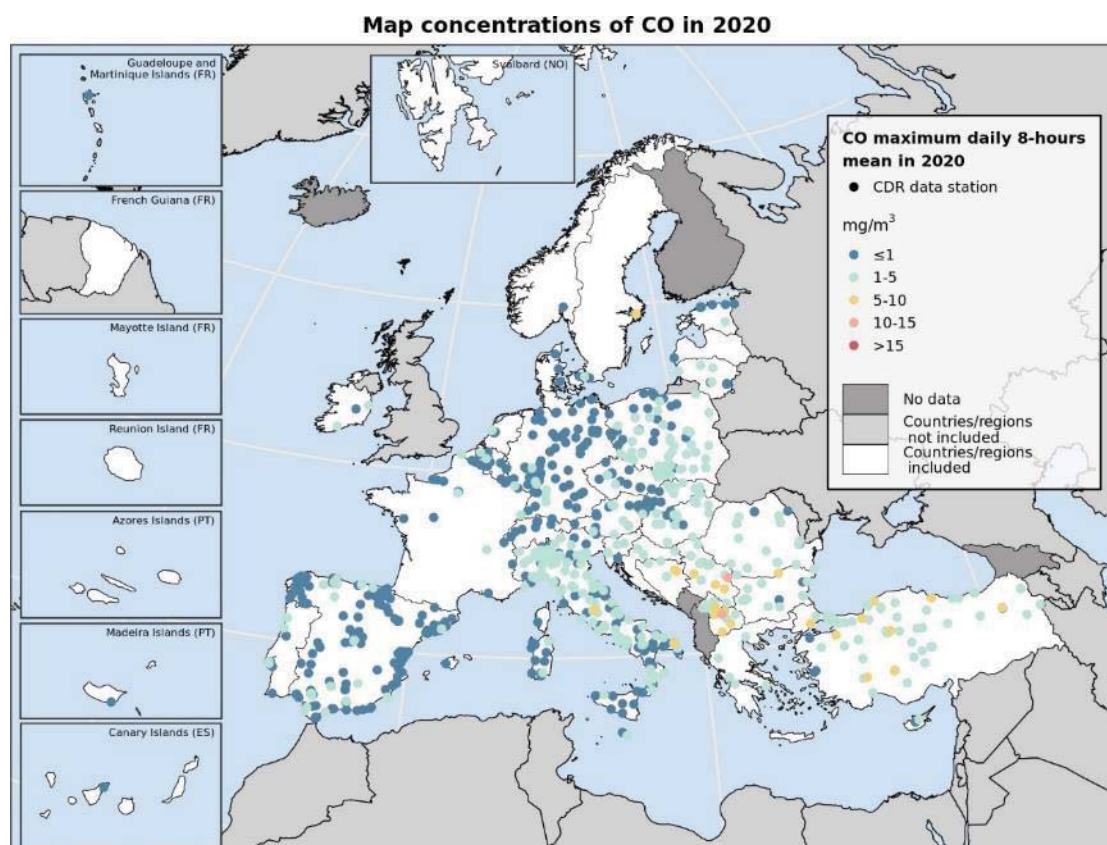 Map concentrations of CO in 2020
Guadeloupe and
Martinique Islands (FR)
Svalbard (NO)
French Guiana (FR)
Mayotte Island (FR)
Reunion Island (FR)
Azores Islands (PT)
Madeira Islands (PT)
Canary Islands (ES)
CO maximum daily 8-hours
mean in 2020
CDR data station
mg/m³
≤1
1-5
5-10
10-15
>15
No data
Countries/regions
not included
Countries/regions
included